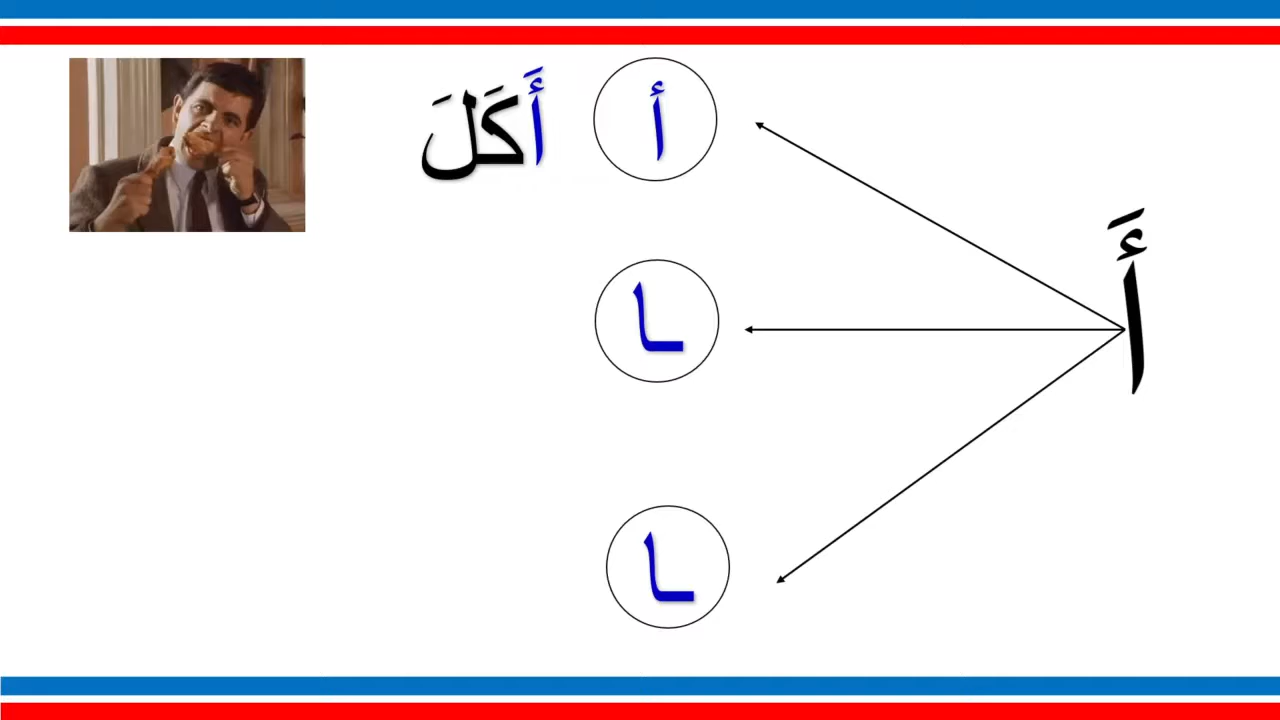 أ أَكَلَ
أَ
ـا
ـا